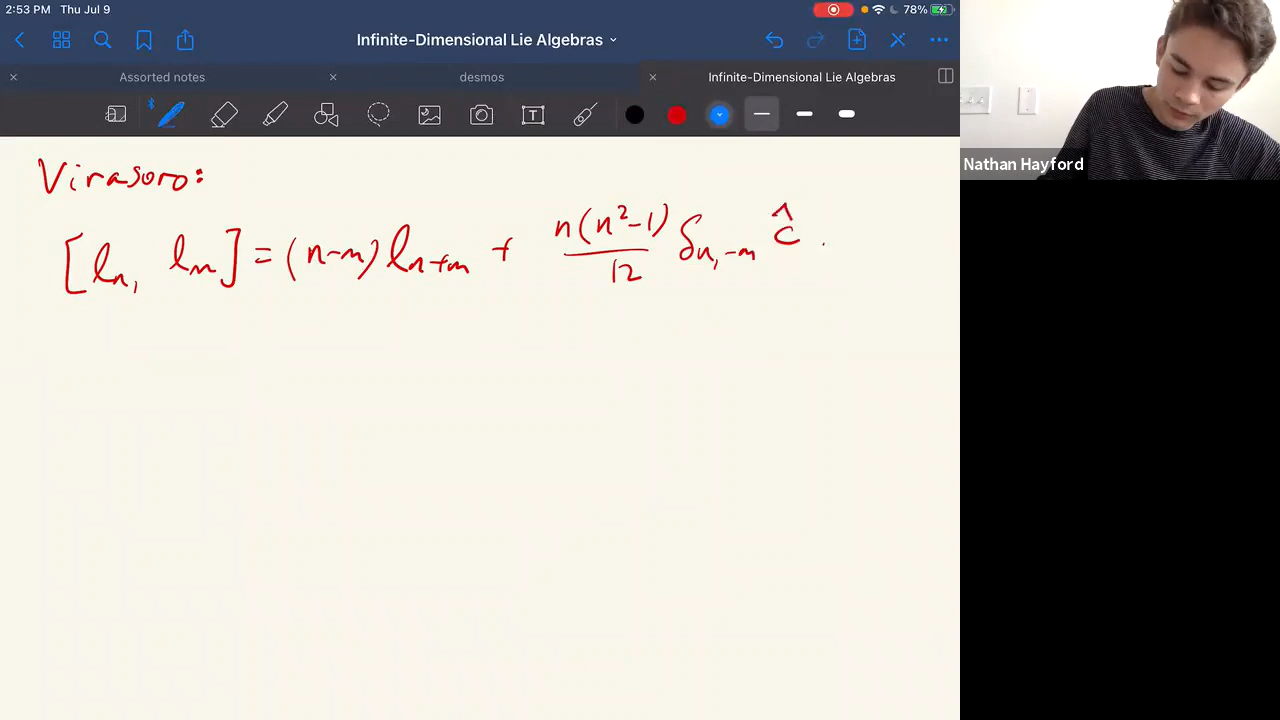 2:53 PM Thu Jul 9
78%
Infinite-Dimensional Lie Algebras
Assorted notes
desmos
Infinite-Dimensional Lie Algebras
T
Nathan Hayford
Virasoro:
[lₙ, lₘ] = (n-m) lₙ₊ₘ + n(n²-1)/12 δₙ,₋ₘ ĉ .